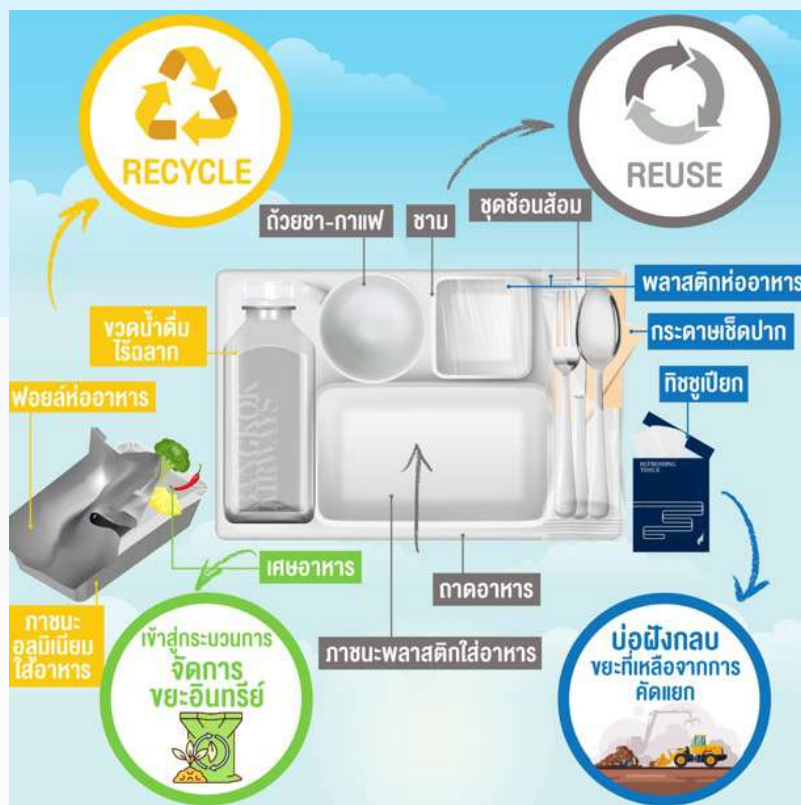 RECYCLE
REUSE
ถ้วยชา-กาแฟ
ชาม
ชุดช้อนส้อม
พลาสติกห่ออาหาร
กระดาษเช็ดปาก
ทิชชูเปียก
ขวดน้ำดื่ม
ไร้ฉลาก
ฟอยล์ห่ออาหาร
BANGKOK
AIRWAYS
REFRESHING
TISSUE
เศษอาหาร
ถาดอาหาร
ภาชนะ
อลูมิเนียม
ใส่อาหาร
ภาชนะพลาสติกใส่อาหาร
เข้าสู่กระบวนการ
จัดการ
ขยะอินทรีย์
บ่อฝังกลบ
ขยะที่เหลือจากการ
คัดแยก